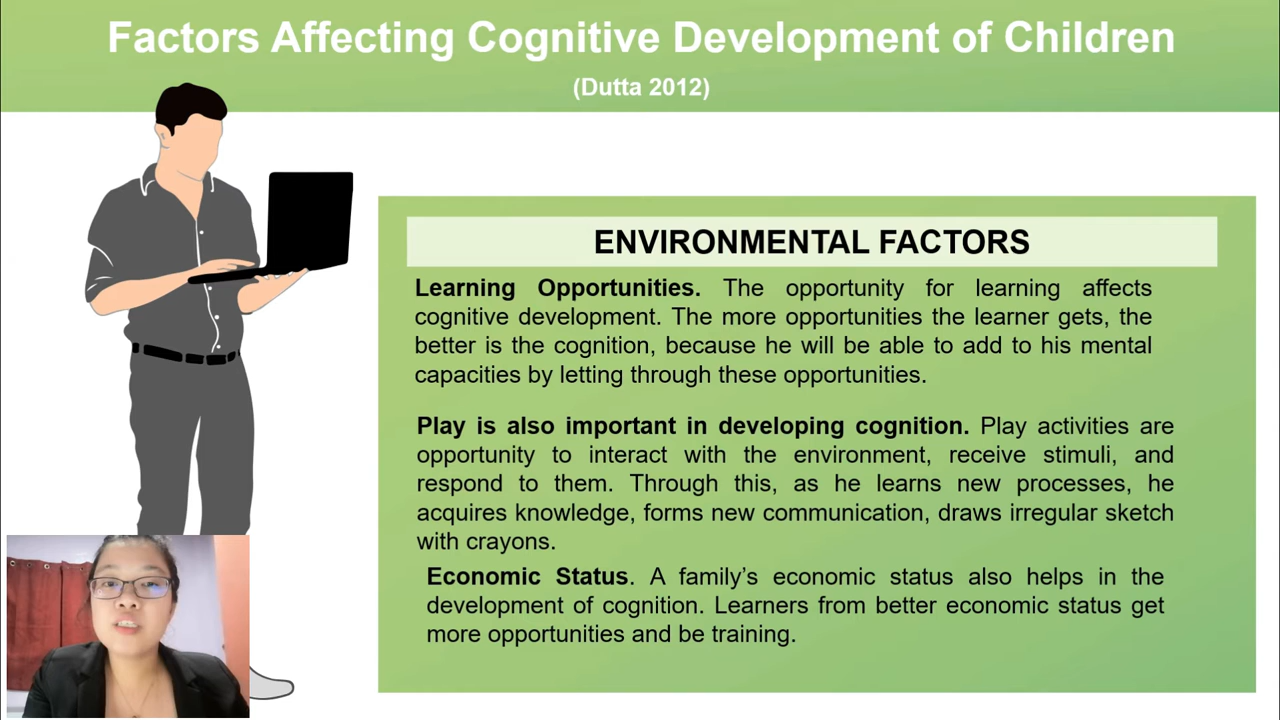 Factors Affecting Cognitive Development of Children
(Dutta 2012)
ENVIRONMENTAL FACTORS
Learning Opportunities. The opportunity for learning affects
cognitive development. The more opportunities the learner gets, the
better is the cognition, because he will be able to add to his mental
capacities by letting through these opportunities.
Play is also important in developing cognition. Play activities are
opportunity to interact with the environment, receive stimuli, and
respond to them. Through this, as he learns new processes, he
acquires knowledge, forms new communication, draws irregular sketch
with crayons.
Economic Status. A family’s economic status also helps in the
development of cognition. Learners from better economic status get
more opportunities and be training.